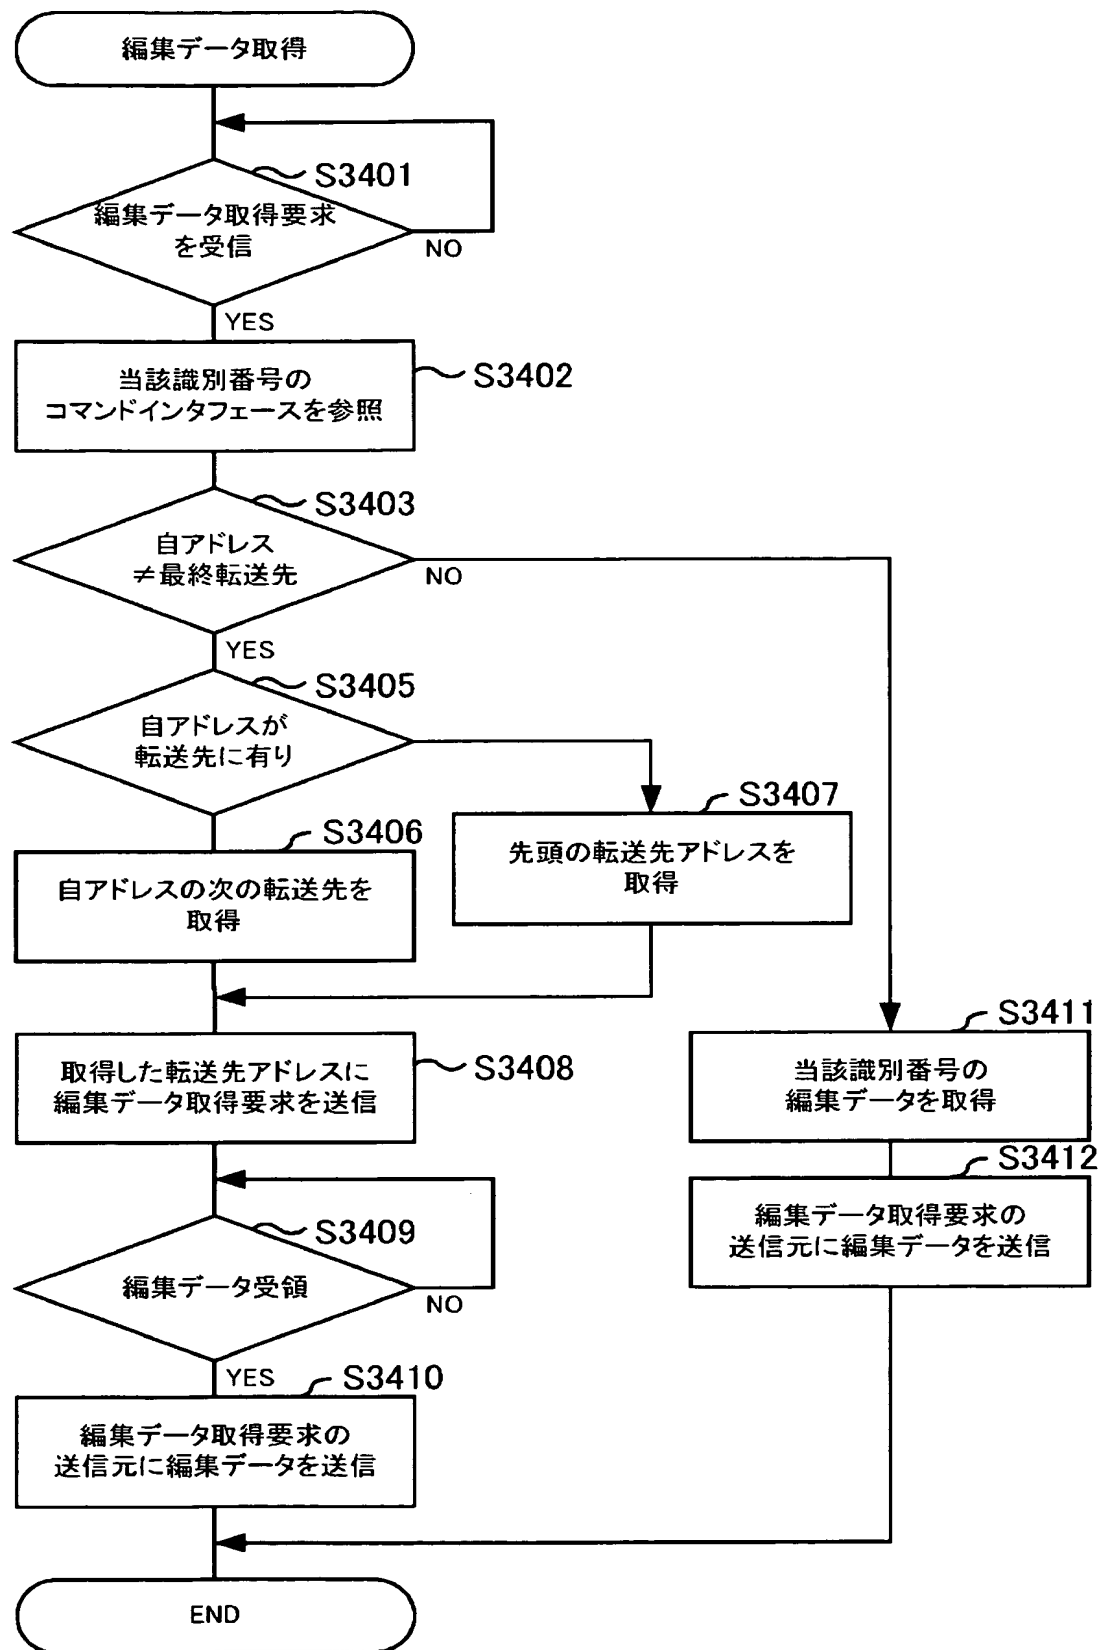 編集データ取得
S3401
編集データ取得要求
を受信
NO
YES
当該識別番号の
コマンドインタフェースを参照
S3402
S3403
自アドレス
≠最終転送先
NO
YES
S3405
自アドレスが
転送先に有り
S3407
先頭の転送先アドレスを
取得
S3406
自アドレスの次の転送先を
取得
S3408
取得した転送先アドレスに
編集データ取得要求を送信
S3411
当該識別番号の
編集データを取得
S3412
編集データ取得要求の
送信元に編集データを送信
S3409
編集データ受領
NO
YES
S3410
編集データ取得要求の
送信元に編集データを送信
END